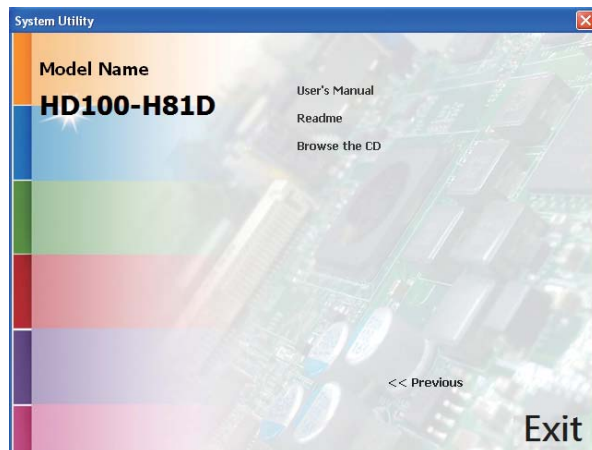 System Utility
Model Name
HD100-H81D
User's Manual
Readme
Browse the CD
<< Previous
Exit